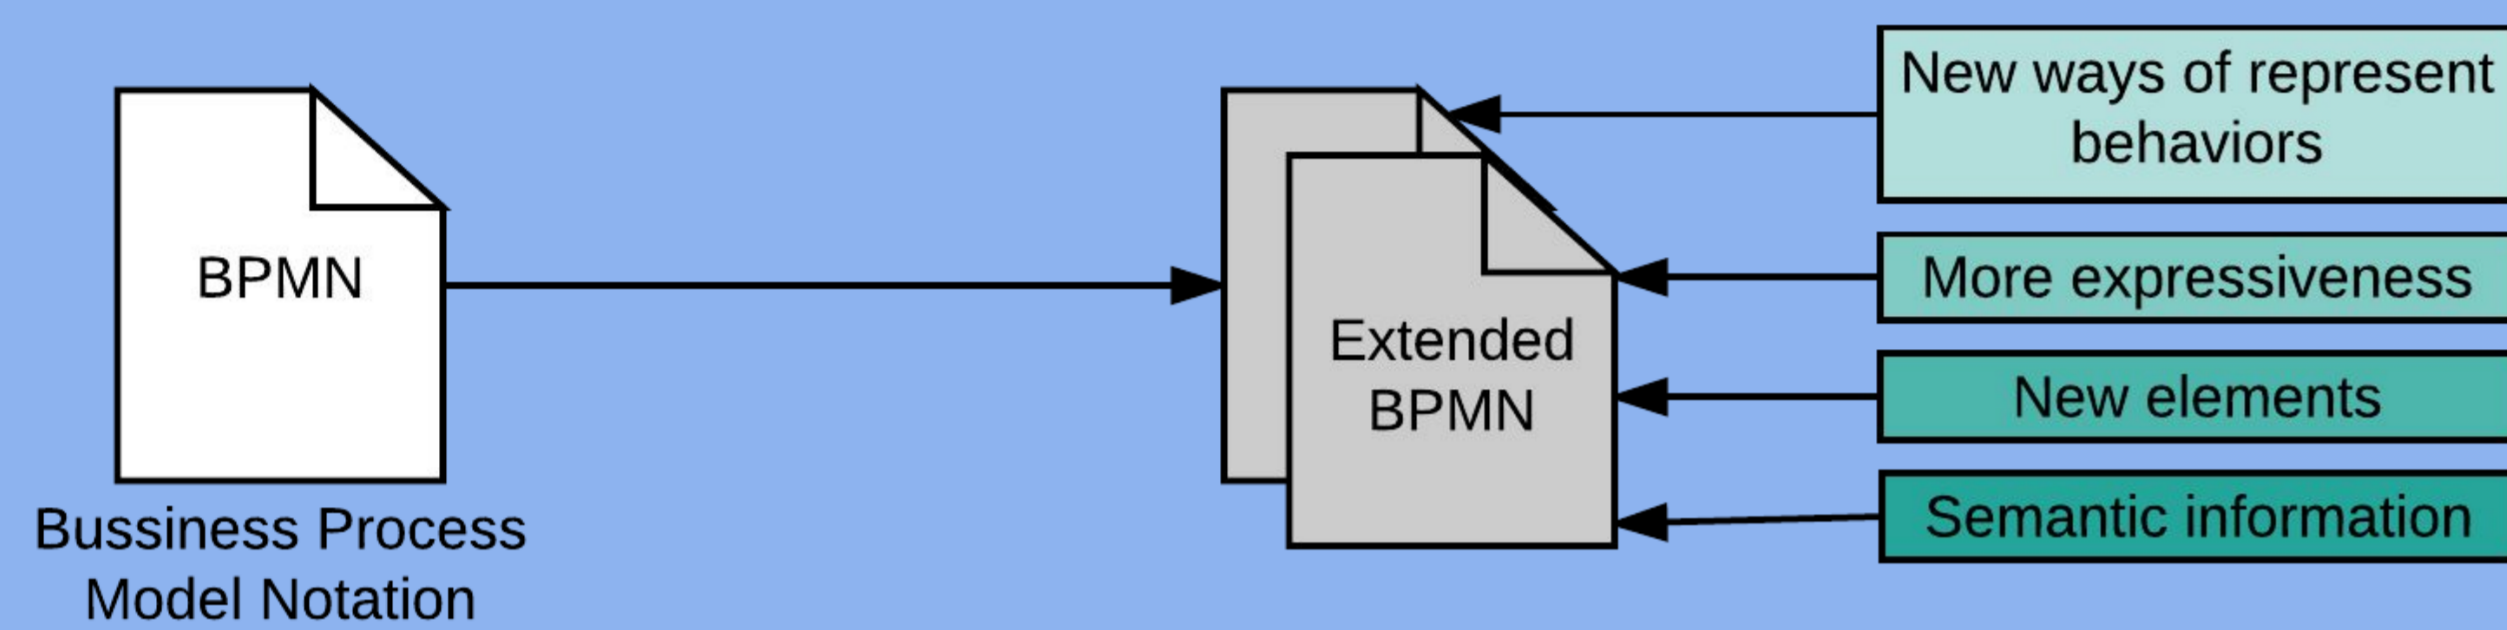 BPMN
Bussiness Process
Model Notation
Extended
BPMN
New ways of represent
behaviors
More expressiveness
New elements
Semantic information